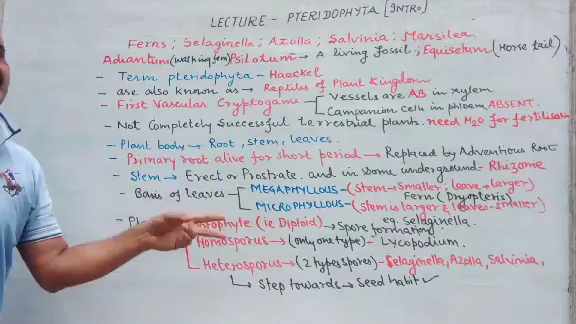 LECTURE - PTERIDOPHYTA [INTRO]
Ferns; Selaginella; Azolla; Salvinia; Marsilea
Adiantum (walking fern) Psilotum → A living fossil; Equisetum (Horse tail),
- Term pteridophyta - Haeckel
- are also known as → Reptiles of Plant Kingdom
- First Vascular Cryptogams Vessels are AB in xylem
Companion cells in phloem ABSENT.
- Not Completely Successful terrestrial plants. need H2O for fertilisation
- Plant body → Root, stem, leaves.
- Primary root alive for short period → Replaced by Adventious Root
- Stem → Erect or Prostrate and in some underground - Rhizome
- Basis of leaves MEGAPHYLLOUS - (stem → Smaller, leave → larger)
Fern (Dryopteris)
MICROPHYLLOUS - (stem is larger & leaves - smaller)
eg. Selaginella.
(ie Diploid) → Spore formation
Homosporus → (only one type) - Lycopodium.
Heterosporus → (2 types spores) - Selaginella, Azolla, Salvinia,
↳ Step towards → Seed habit ✓